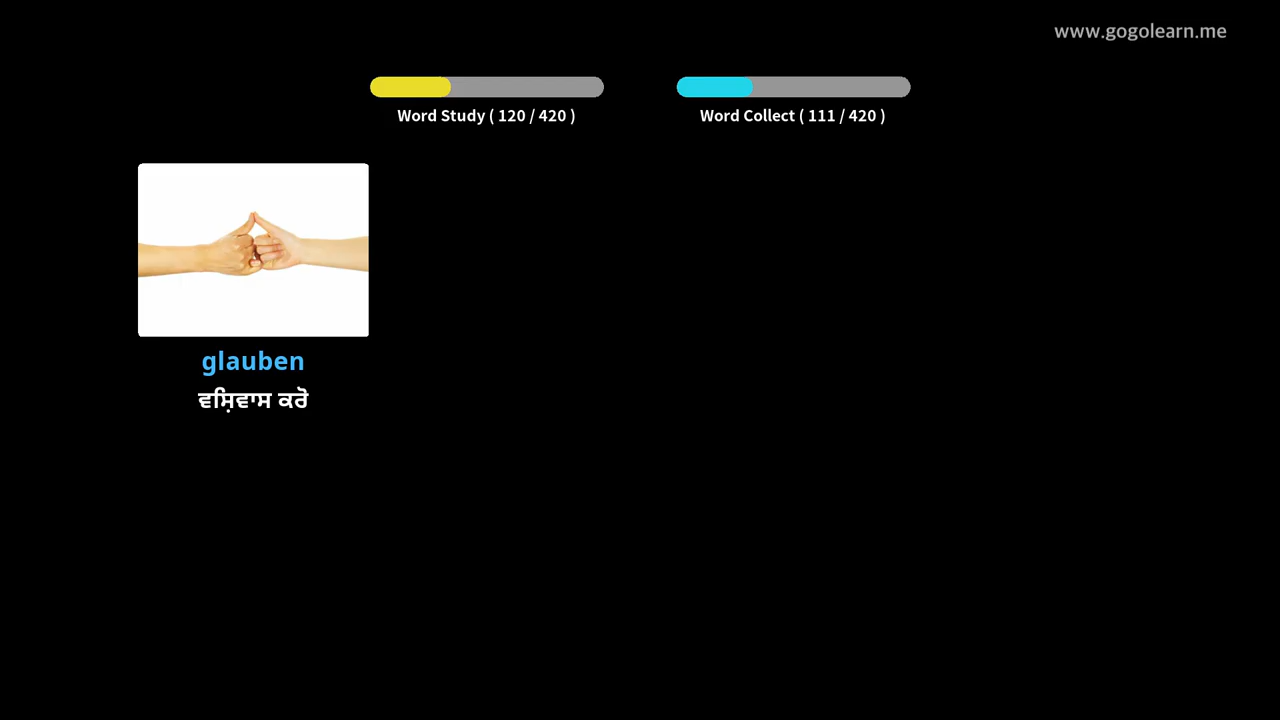 www.gogolearn.me
Word Study ( 120 / 420 )
Word Collect ( 111 / 420 )
glauben
ਵਿਸ਼ਵਾਸ ਕਰੋ